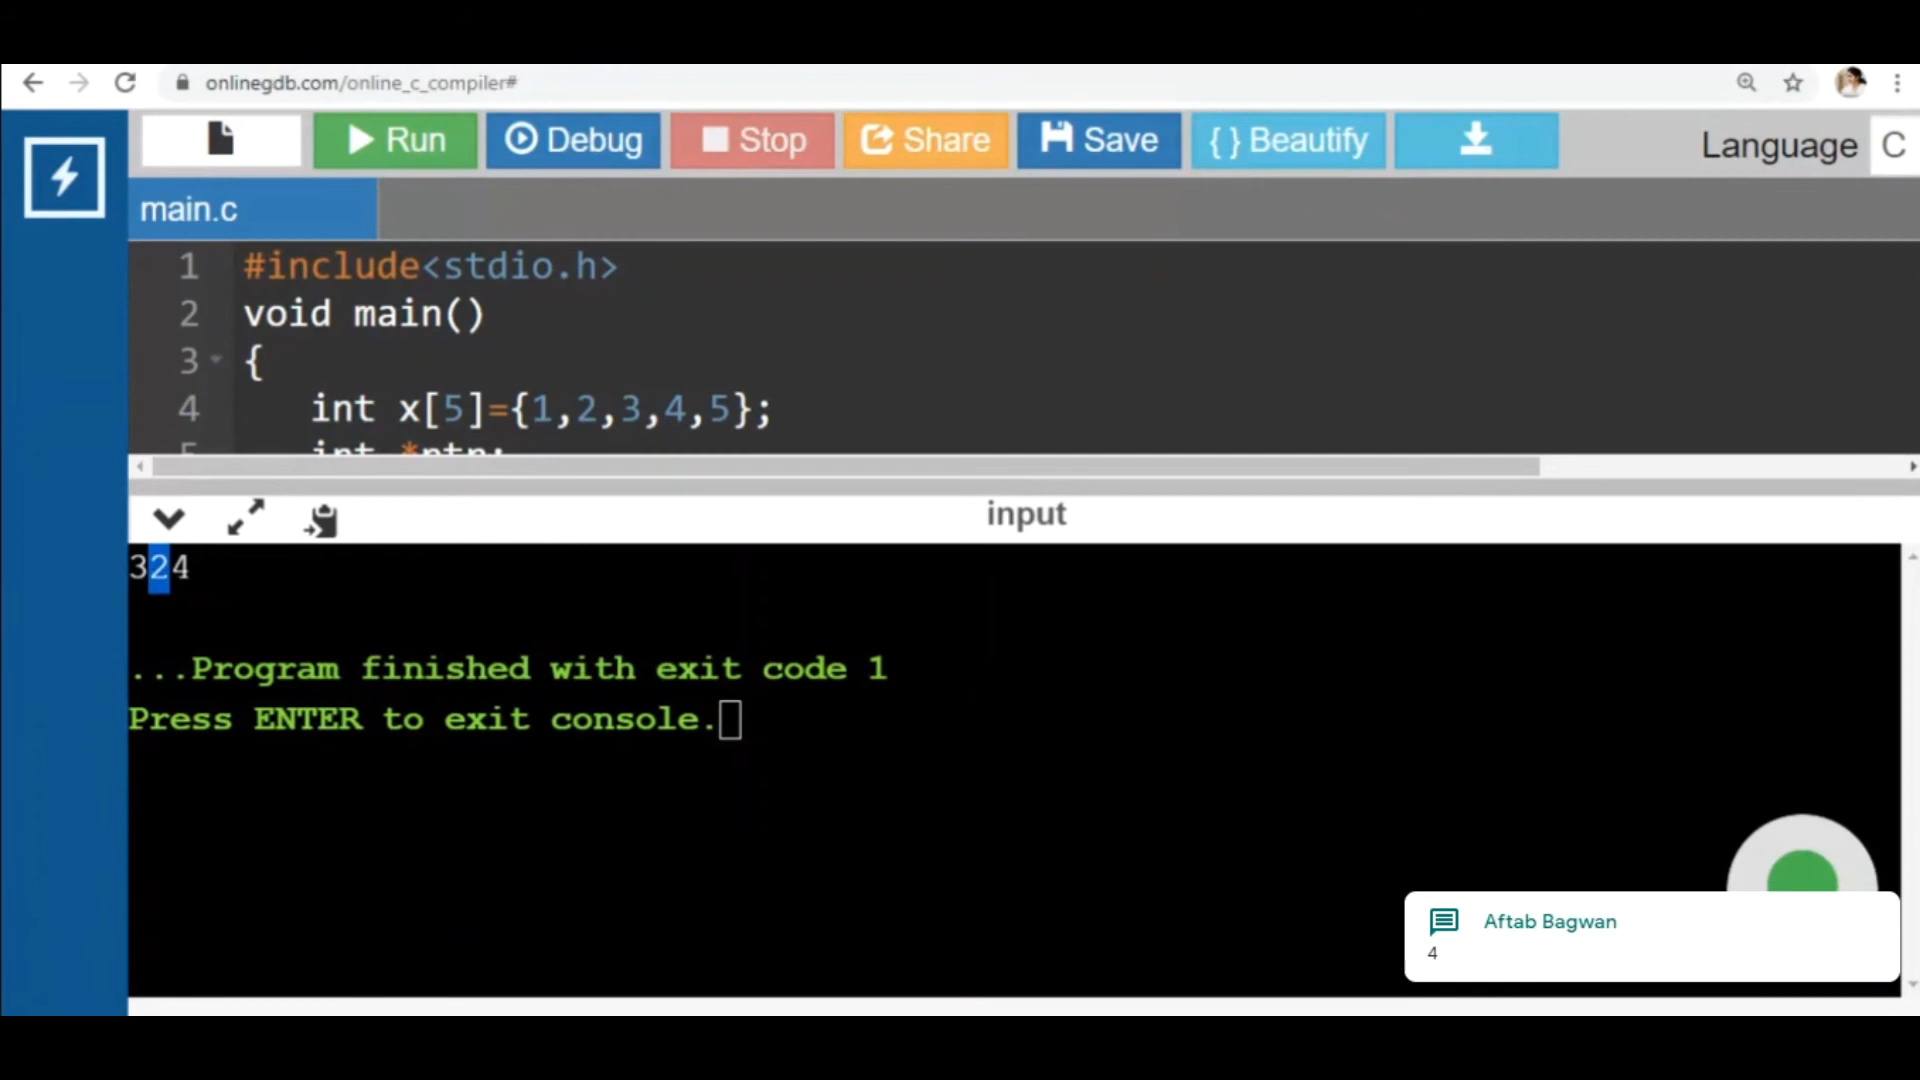 onlinegdb.com/online_c_compiler#
Run Debug Stop Share Save { } Beautify Language C
main.c
1 #include<stdio.h>
2 void main()
3 {
4 int x[5]={1,2,3,4,5};
5 int *ptr;
input
324
...Program finished with exit code 1
Press ENTER to exit console.
Aftab Bagwan
4